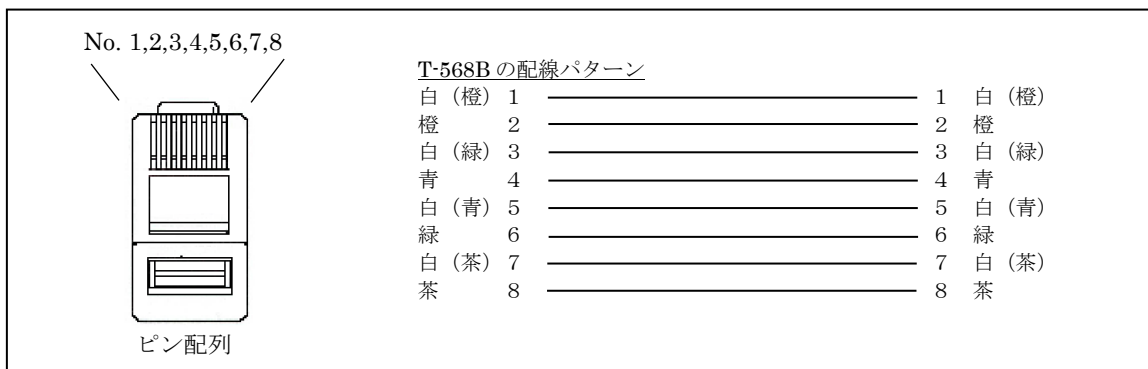 No. 1,2,3,4,5,6,7,8
ピン配列
T-568B の配線パターン
白（橙） 1 1 白（橙）
橙 2 2 橙
白（緑） 3 3 白（緑）
青 4 4 青
白（青） 5 5 白（青）
緑 6 6 緑
白（茶） 7 7 白（茶）
茶 8 8 茶